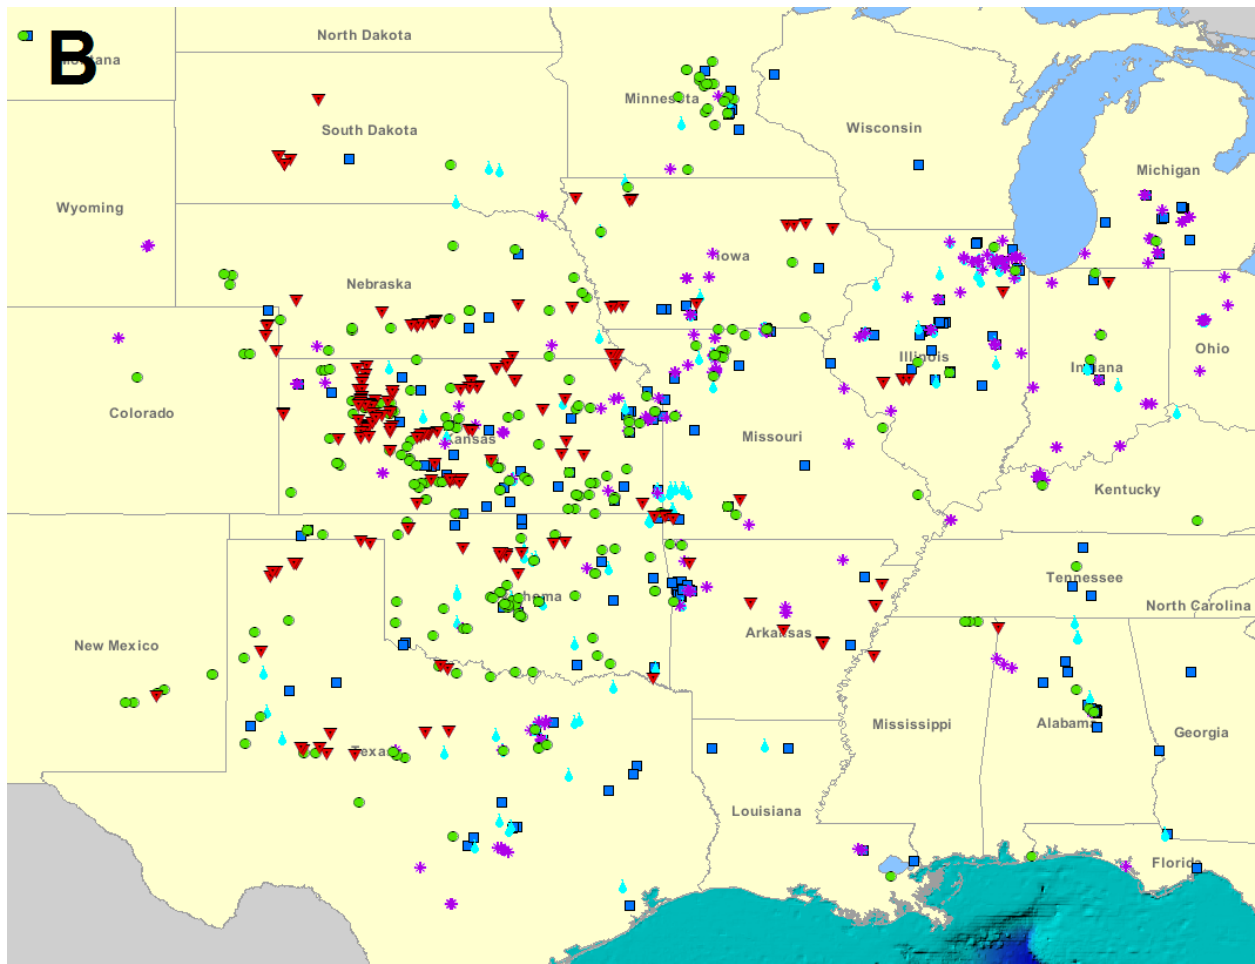 B
North Dakota
Montana
Minnesota
South Dakota
Wisconsin
Michigan
Wyoming
Iowa
Nebraska
Ohio
Illinois
Indiana
Colorado
Kansas
Missouri
Kentucky
Tennessee
Oklahoma
North Carolina
Arkansas
New Mexico
Mississippi
Alabama
Georgia
Texas
Louisiana
Florida